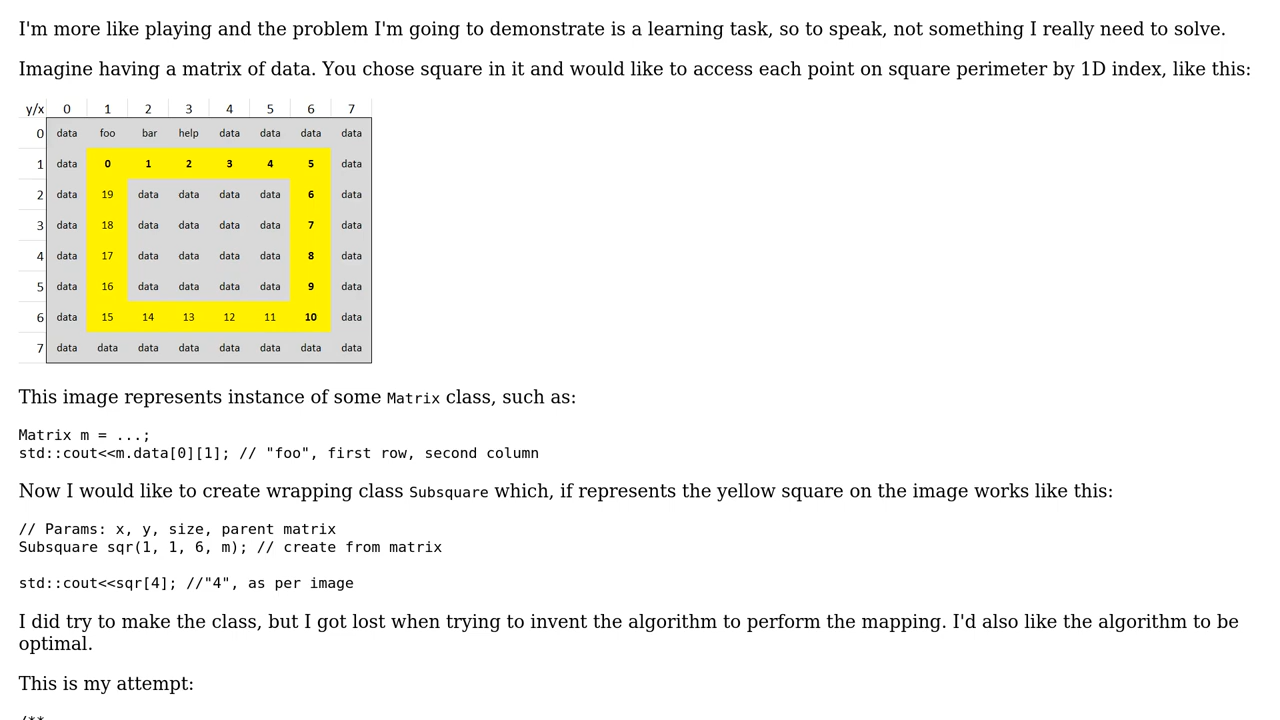 I'm more like playing and the problem I'm going to demonstrate is a learning task, so to speak, not something I really need to solve.
Imagine having a matrix of data. You chose square in it and would like to access each point on square perimeter by 1D index, like this:
y/x 0 1 2 3 4 5 6 7
0 data foo bar help data data data data
1 data 0 1 2 3 4 5 data
2 data 19 data data data data 6 data
3 data 18 data data data data 7 data
4 data 17 data data data data 8 data
5 data 16 data data data data 9 data
6 data 15 14 13 12 11 10 data
7 data data data data data data data data
This image represents instance of some Matrix class, such as:
Matrix m = ...;
std::cout<<m.data[0][1]; // "foo", first row, second column
Now I would like to create wrapping class Subsquare which, if represents the yellow square on the image works like this:
// Params: x, y, size, parent matrix
Subsquare sqr(1, 1, 6, m); // create from matrix
std::cout<<sqr[4]; //"4", as per image
I did try to make the class, but I got lost when trying to invent the algorithm to perform the mapping. I'd also like the algorithm to be
optimal.
This is my attempt:
/**